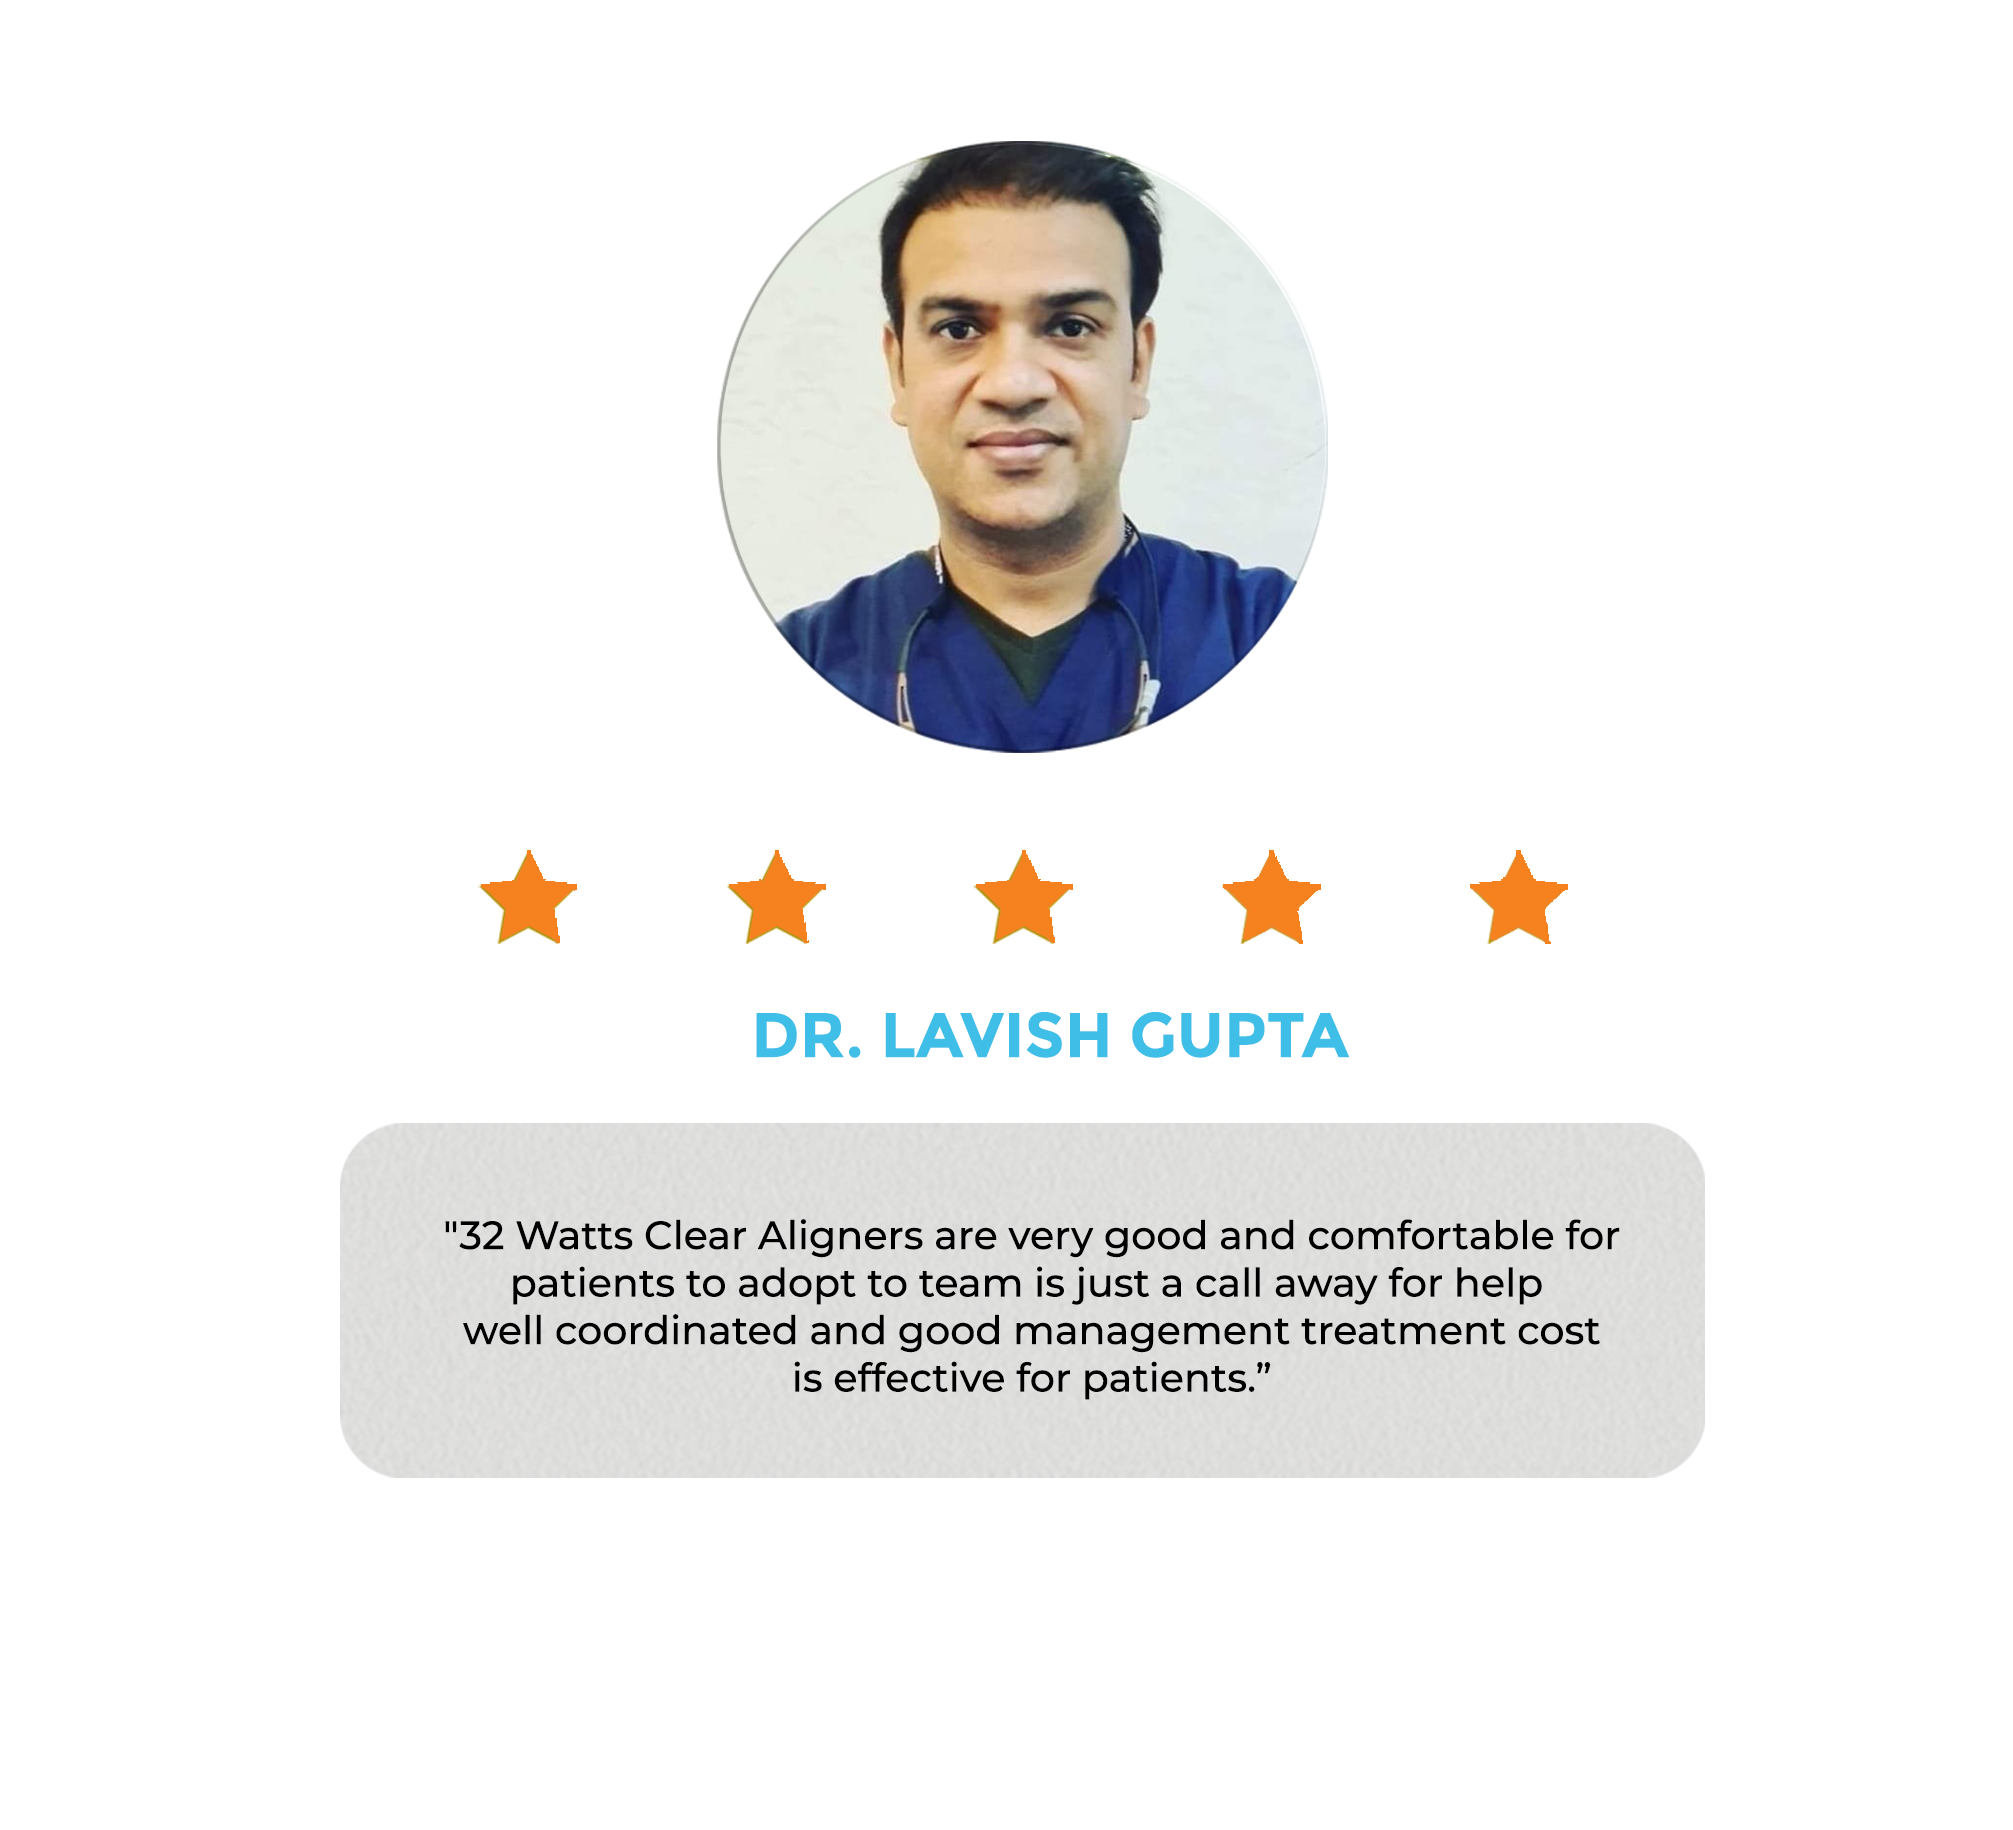 DR. LAVISH GUPTA
"32 Watts Clear Aligners are very good and comfortable for
patients to adopt to team is just a call away for help
well coordinated and good management treatment cost
is effective for patients.”